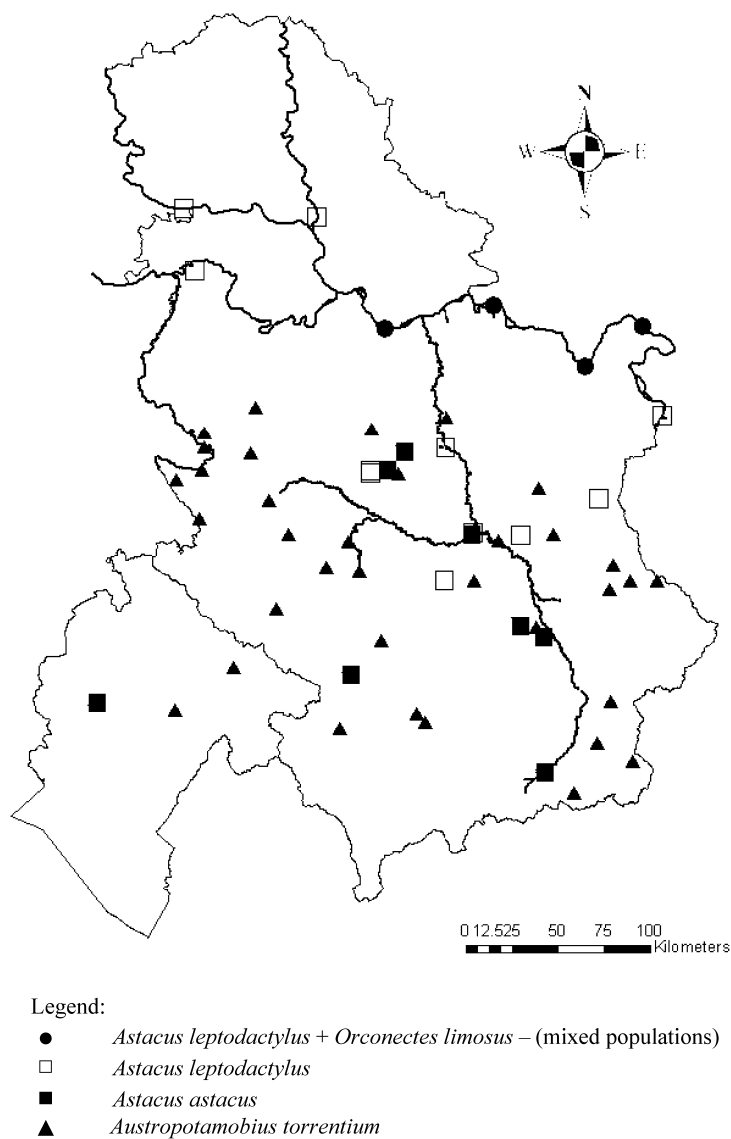 N
W E
S
0 12.525 50 75 100
Kilometers
Legend:
Astacus leptodactylus + Orconectes limosus – (mixed populations)
Astacus leptodactylus
Astacus astacus
Austropotamobius torrentium